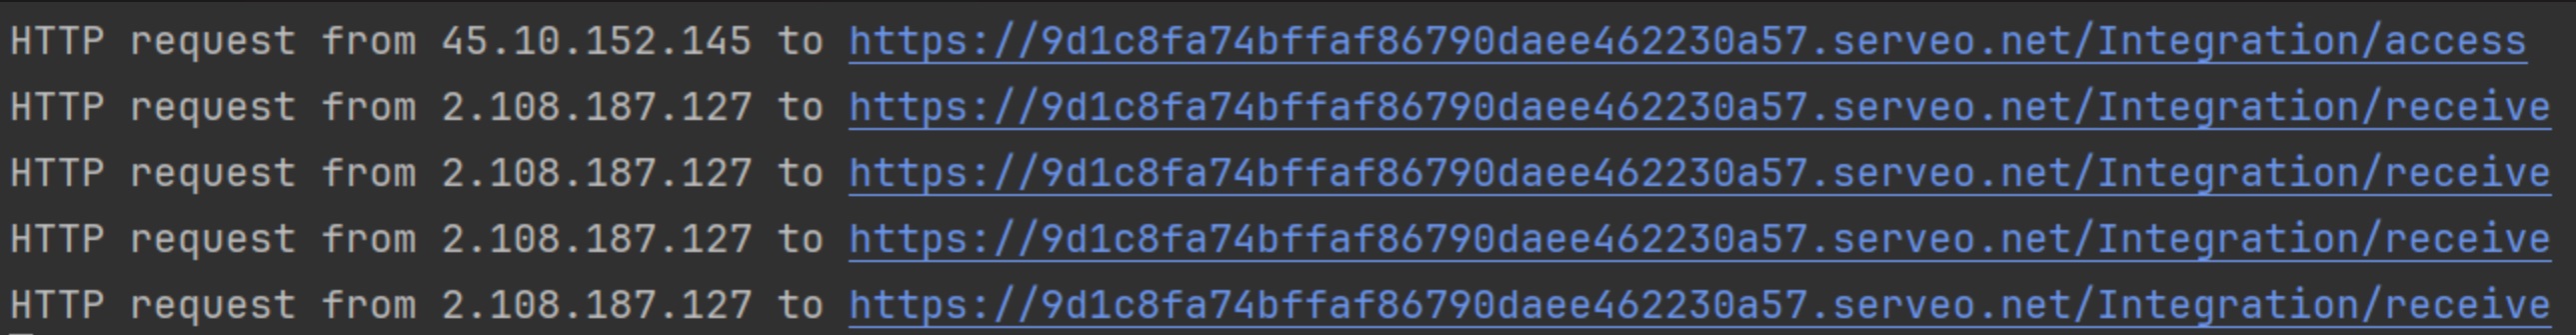 HTTP request from 45.10.152.145 to https://9d1c8fa74bffaf86790daee462230a57.serveo.net/Integration/access
HTTP request from 2.108.187.127 to https://9d1c8fa74bffaf86790daee462230a57.serveo.net/Integration/receive
HTTP request from 2.108.187.127 to https://9d1c8fa74bffaf86790daee462230a57.serveo.net/Integration/receive
HTTP request from 2.108.187.127 to https://9d1c8fa74bffaf86790daee462230a57.serveo.net/Integration/receive
HTTP request from 2.108.187.127 to https://9d1c8fa74bffaf86790daee462230a57.serveo.net/Integration/receive